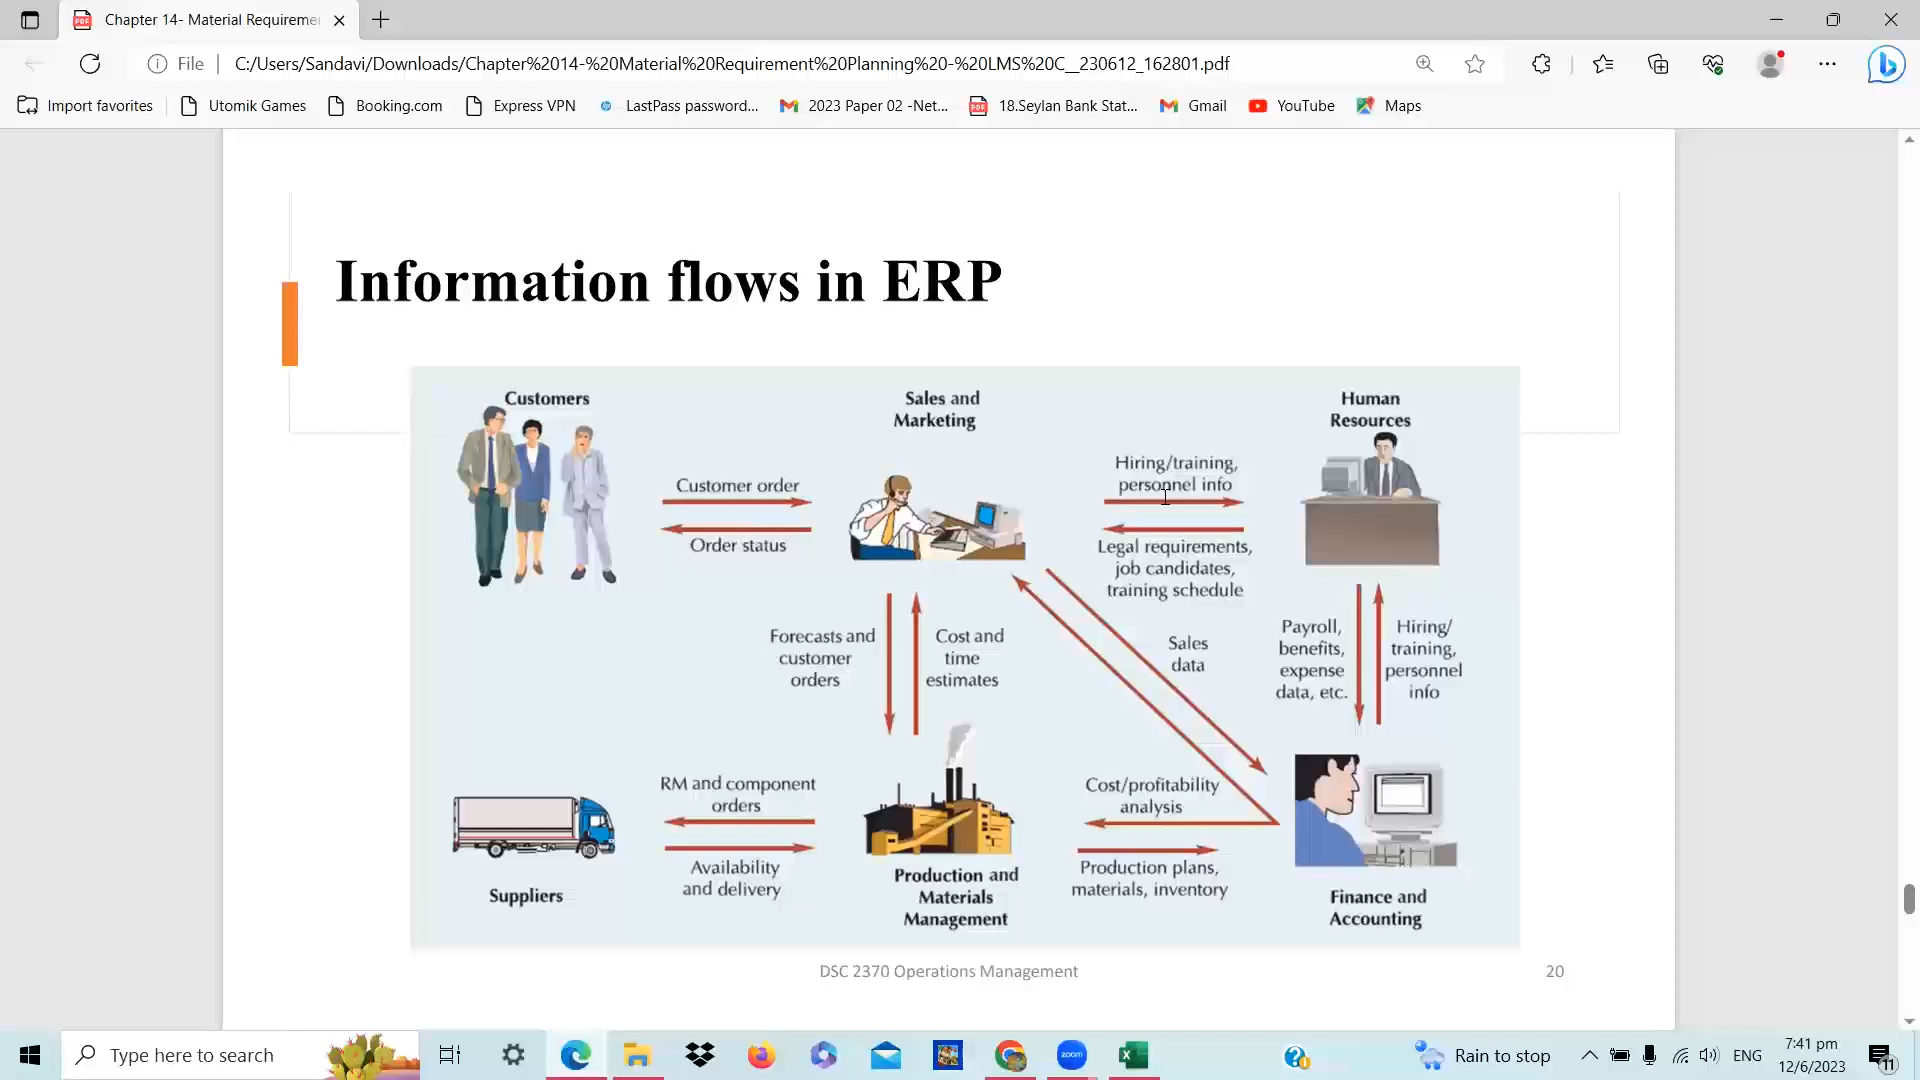 Chapter 14- Material Requireme
File
C:/Users/Sandavi/Downloads/Chapter%2014-%20Material%20Requirement%20Planning%20-%20LMS%20C__230612_162801.pdf
Import favorites
Utomik Games
Booking.com
Express VPN
LastPass password...
2023 Paper 02 -Net...
18.Seylan Bank Stat...
Gmail
YouTube
Maps
Information flows in ERP
Customers
Sales and
Marketing
Human
Resources
Customer order
Order status
Hiring/training,
personnel info
Legal requirements,
job candidates,
training schedule
Forecasts and
customer
orders
Cost and
time
estimates
Sales
data
Payroll,
benefits,
expense
data, etc.
Hiring/
training,
personnel
info
RM and component
orders
Availability
and delivery
Cost/profitability
analysis
Production plans,
materials, inventory
Suppliers
Production and
Materials
Management
Finance and
Accounting
DSC 2370 Operations Management
20
Type here to search
zoom
Rain to stop
ENG
7:41 pm
12/6/2023
11